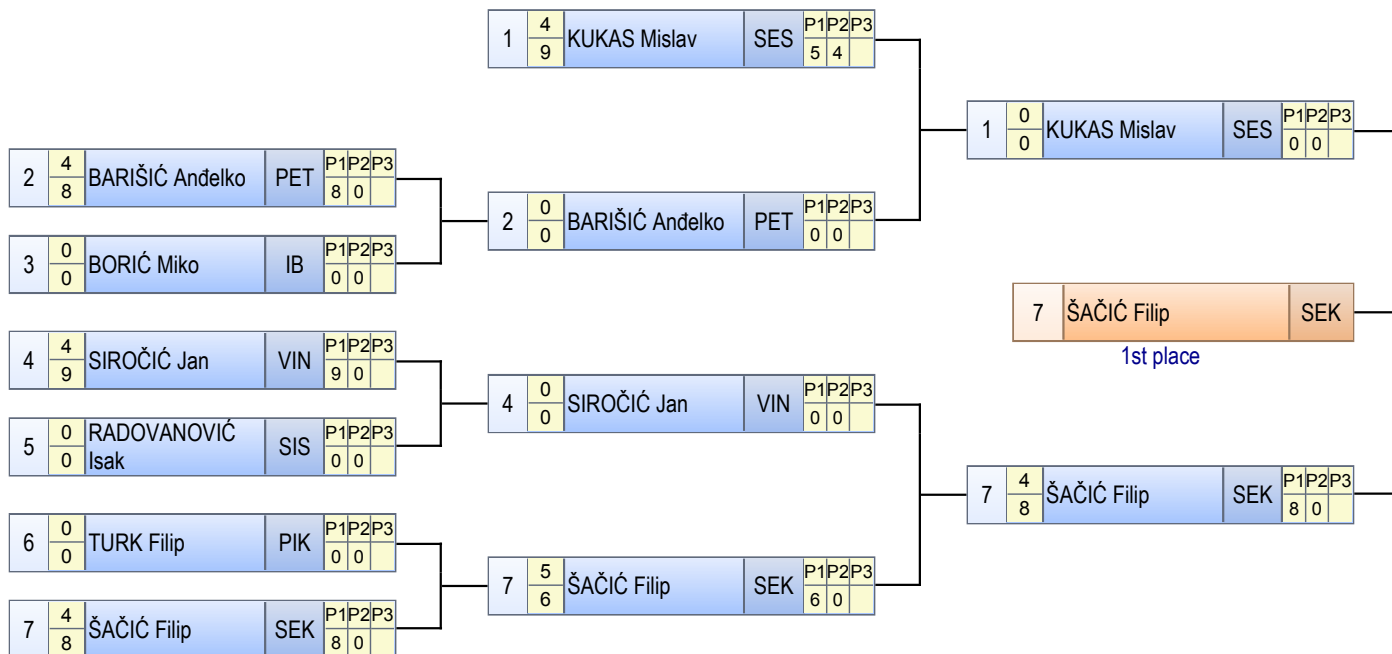 1 4 9 KUKAS Mislav SES P1 P2 P3 5 4
2 4 8 BARIŠIĆ Anđelko PET P1 P2 P3 8 0
3 0 0 BORIĆ Miko IB P1 P2 P3 0 0
2 0 0 BARIŠIĆ Anđelko PET P1 P2 P3 0 0
1 0 0 KUKAS Mislav SES P1 P2 P3 0 0
7 ŠAČIĆ Filip SEK
1st place
4 4 9 SIROČIĆ Jan VIN P1 P2 P3 9 0
5 0 0 RADOVANOVIĆ
Isak SIS P1 P2 P3 0 0
4 0 0 SIROČIĆ Jan VIN P1 P2 P3 0 0
6 0 0 TURK Filip PIK P1 P2 P3 0 0
7 4 8 ŠAČIĆ Filip SEK P1 P2 P3 8 0
7 5 6 ŠAČIĆ Filip SEK P1 P2 P3 6 0
7 4 8 ŠAČIĆ Filip SEK P1 P2 P3 8 0